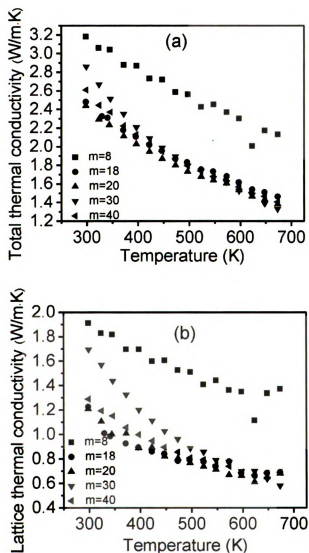 Total thermal conductivity (W/m·K)
3.2
3.0
2.8
2.6
2.4
2.2
2.0
1.8
1.6
1.4
1.2
(a)
m=8
m=18
m=20
m=30
m=40
300 400 500 600 700
Temperature (K)
Lattice thermal conductivity (W/m·K)
2.0
1.8
1.6
1.4
1.2
1.0
0.8
0.6
0.4
(b)
m=8
m=18
m=20
m=30
m=40
300 400 500 600 700
Temperature (K)